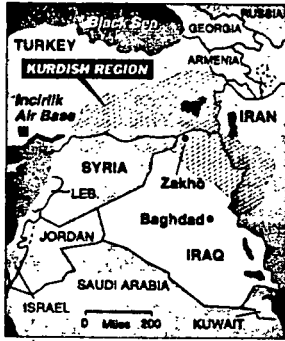 RUSSIA
Black Sea
GEORGIA
TURKEY
ARMENIA
KURDISH REGION
Incirlik
Air Base
IRAN
SYRIA
Zakho
LEB.
Baghdad
JORDAN
IRAQ
SAUDI ARABIA
ISRAEL
0 Miles 200
KUWAIT